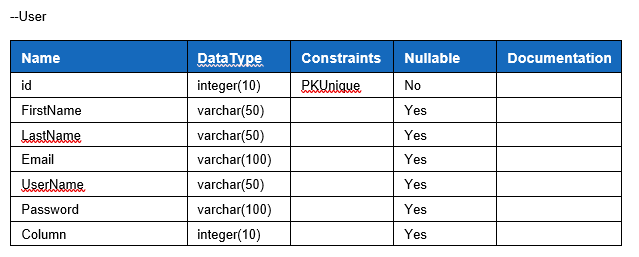 --User
Name DataType Constraints Nullable Documentation
id integer(10) PKUnique No
FirstName varchar(50) Yes
LastName varchar(50) Yes
Email varchar(100) Yes
UserName varchar(50) Yes
Password varchar(100) Yes
Column integer(10) Yes